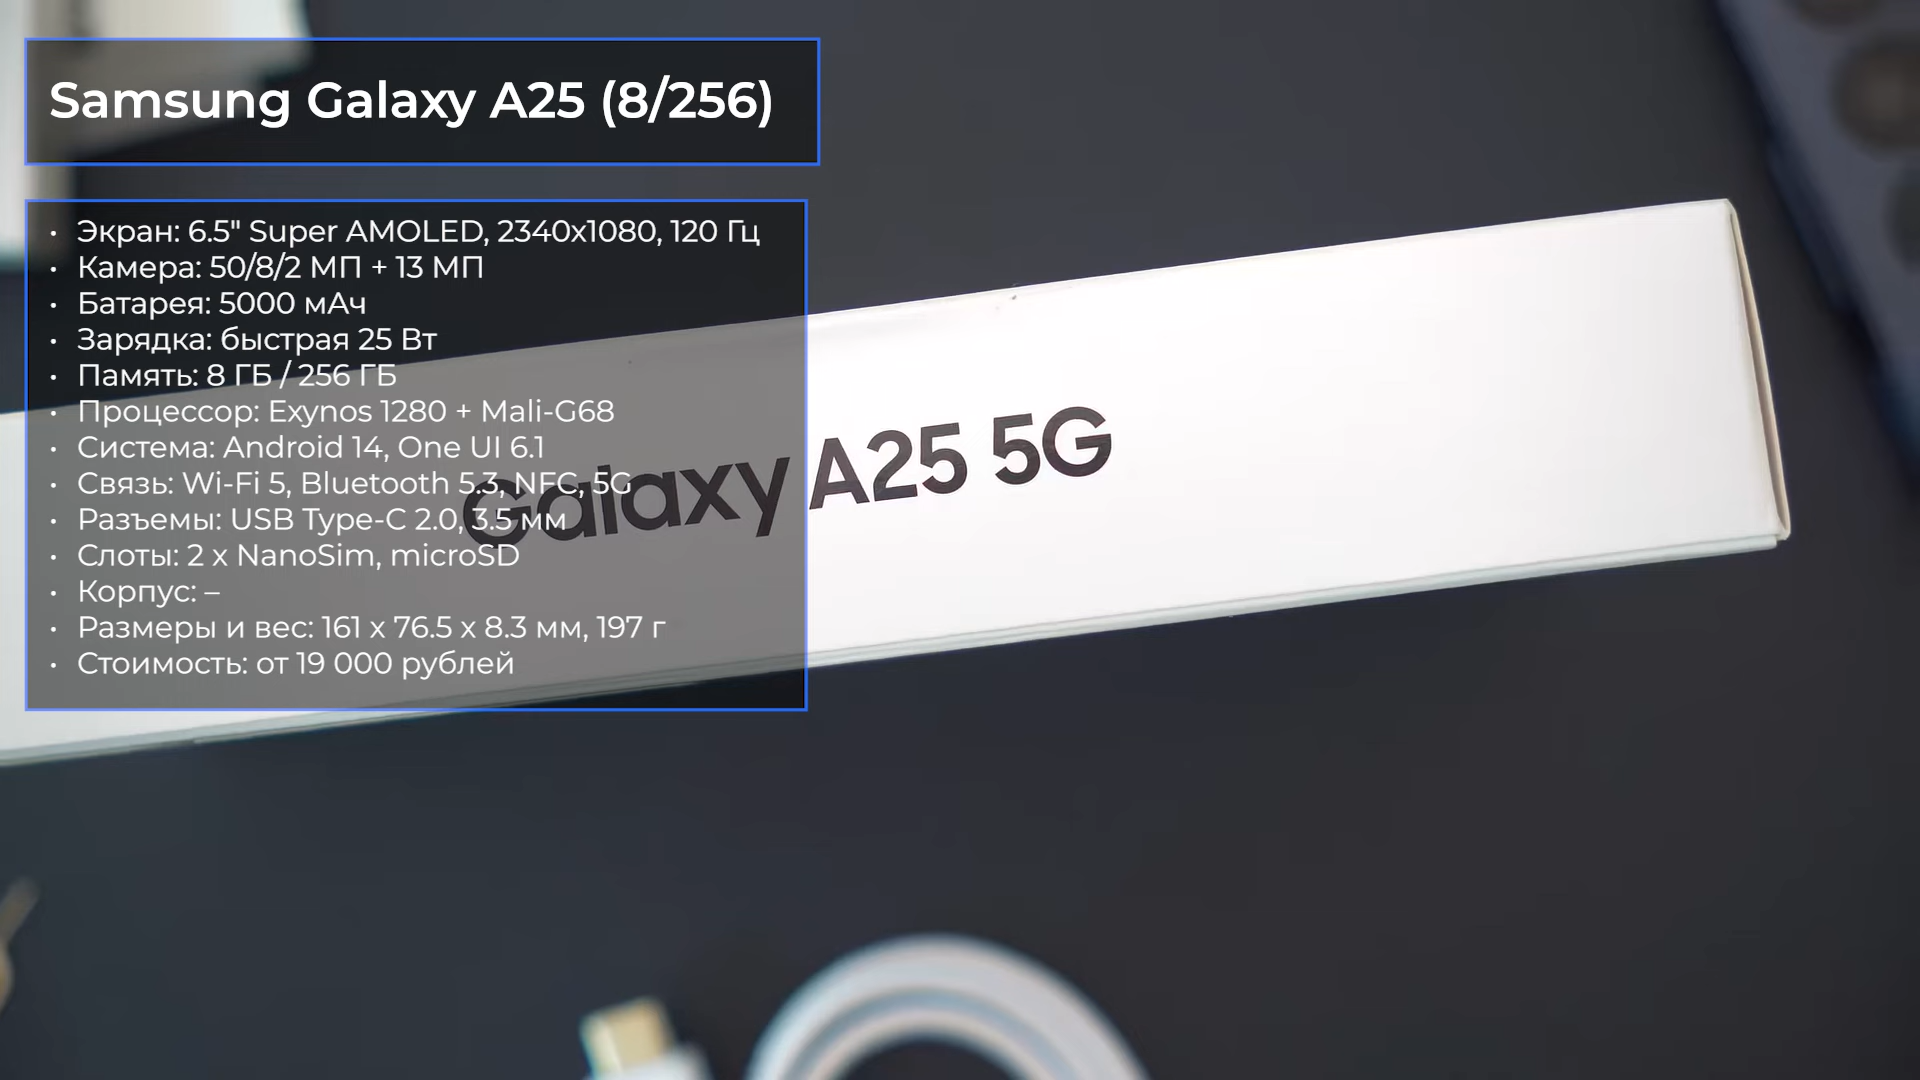 Samsung Galaxy A25 (8/256)
• Экран: 6.5" Super AMOLED, 2340x1080, 120 Гц
• Камера: 50/8/2 МП + 13 МП
• Батарея: 5000 мАч
• Зарядка: быстрая 25 Вт
• Память: 8 ГБ / 256 ГБ
• Процессор: Exynos 1280 + Mali-G68
• Система: Android 14, One UI 6.1
• Связь: Wi-Fi 5, Bluetooth 5.3, NFC, 5G
• Разъемы: USB Type-C 2.0, 3.5 мм
• Слоты: 2 x NanoSim, microSD
• Корпус: –
• Размеры и вес: 161 x 76.5 x 8.3 мм, 197 г
• Стоимость: от 19 000 рублей
Galaxy A25 5G